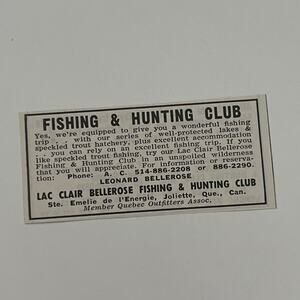 FISHING & HUNTING CLUB
Yes, we're equipped to give you a wonderful fishing
trip . . . with our series of well-protected lakes &
speckled trout hatchery, plus excellent accommodation
. . you can rely on an excellent fishing trip. If you
like speckled trout fishing, try our Lac Clair Bellerose
Fishing & Hunting Club in an unspoiled wilderness
that you will appreciate. For information or reserva-
tion: Phone: A. C. 514-886-2208 or 886-2290.
LEONARD BELLEROSE
LAC CLAIR BELLEROSE FISHING & HUNTING CLUB
Ste. Emelie de l'Energie, Joliette, Que., Can.
Member Quebec Outfitters Assoc.